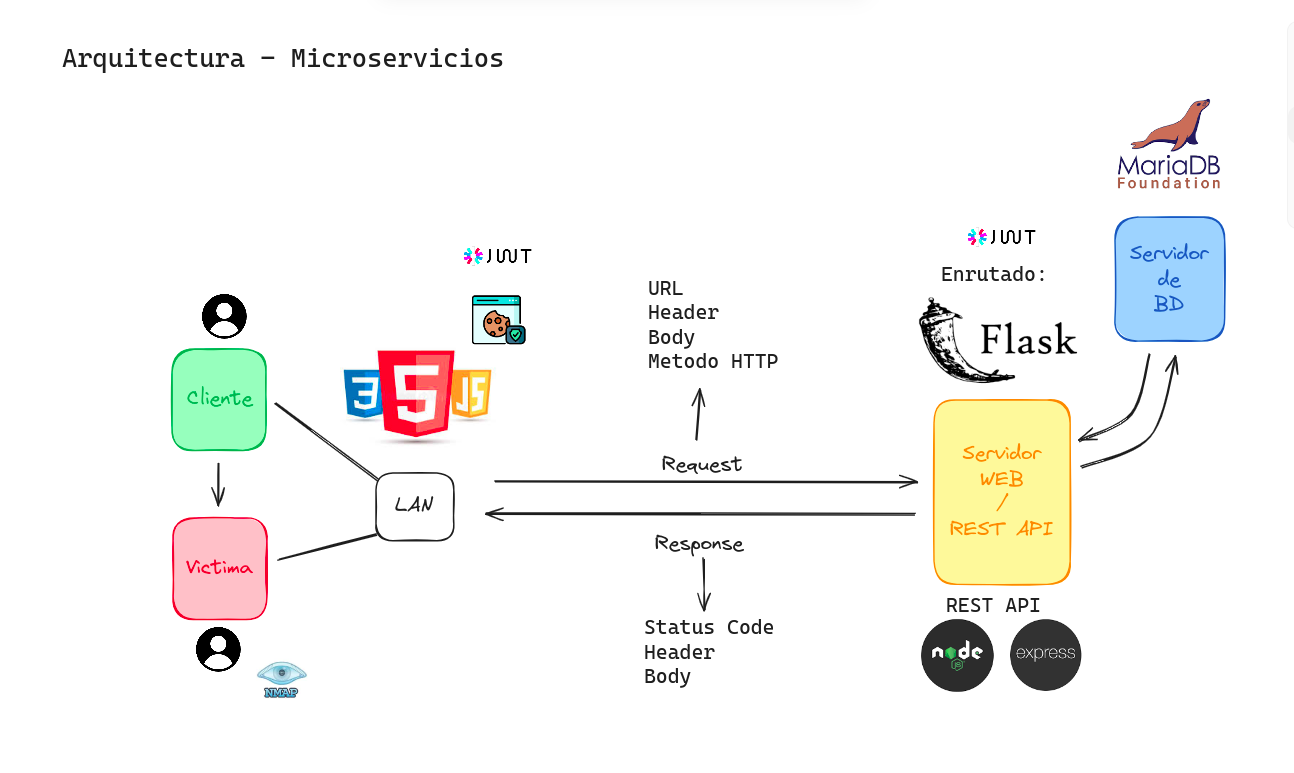 Arquitectura - Microservicios
MariaDB
Foundation
JWT
JWT
Servidor
de
BD
Enrutado:
URL
Header
Body
Metodo HTTP
Flask
Cliente
3
5
JS
Request
Servidor
WEB
/
REST API
LAN
Response
Victima
REST API
Status Code
Header
Body
node
JS
express
NMAP